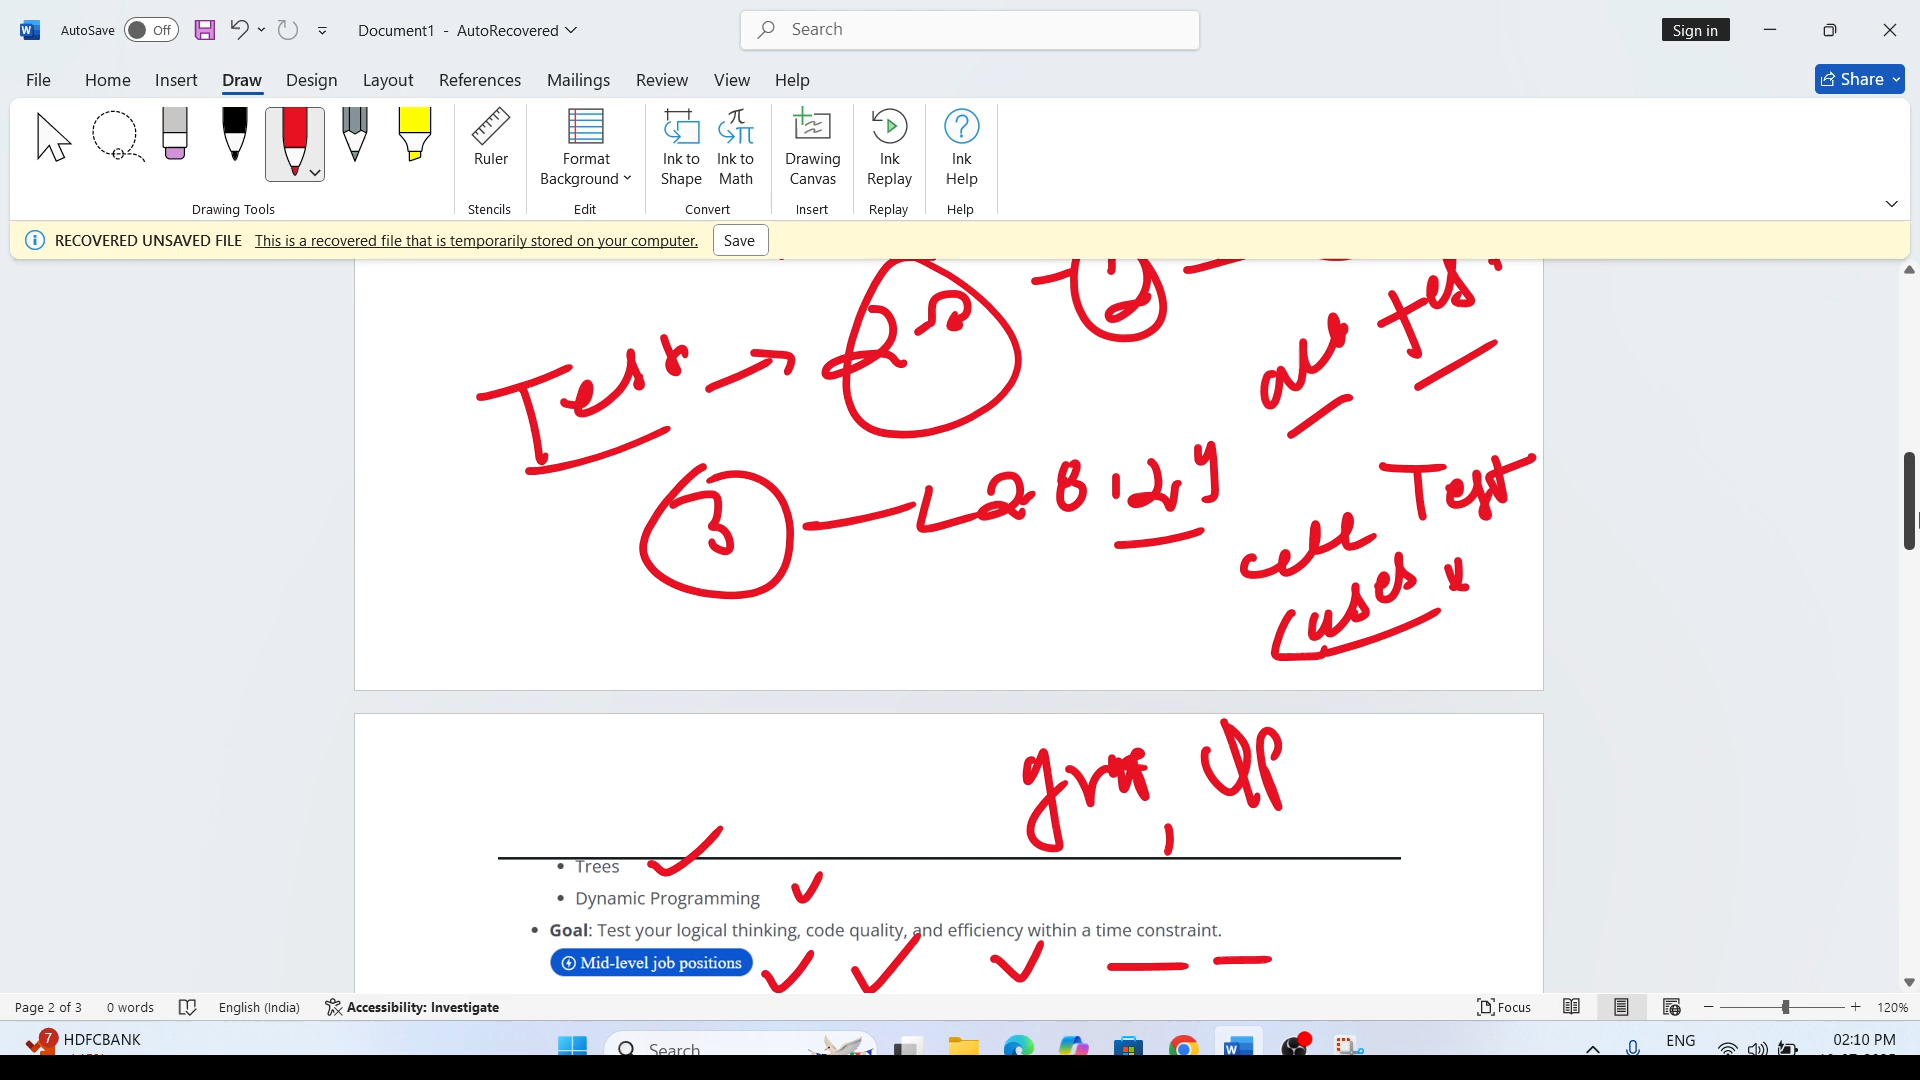 AutoSave Off Document1 - AutoRecovered Search Sign in
File Home Insert Draw Design Layout References Mailings Review View Help Share
Ruler Format Background Ink to Shape Ink to Math Drawing Canvas Ink Replay Ink Help
Drawing Tools Stencils Edit Convert Insert Replay Help
RECOVERED UNSAVED FILE This is a recovered file that is temporarily stored on your computer. Save
Test
3
Test
Cases
Trees
Dynamic Programming
Goal: Test your logical thinking, code quality, and efficiency within a time constraint.
Mid-level job positions
Page 2 of 3 0 words English (India) Accessibility: Investigate Focus 120%
7 HDFCBANK Search ENG 02:10 PM